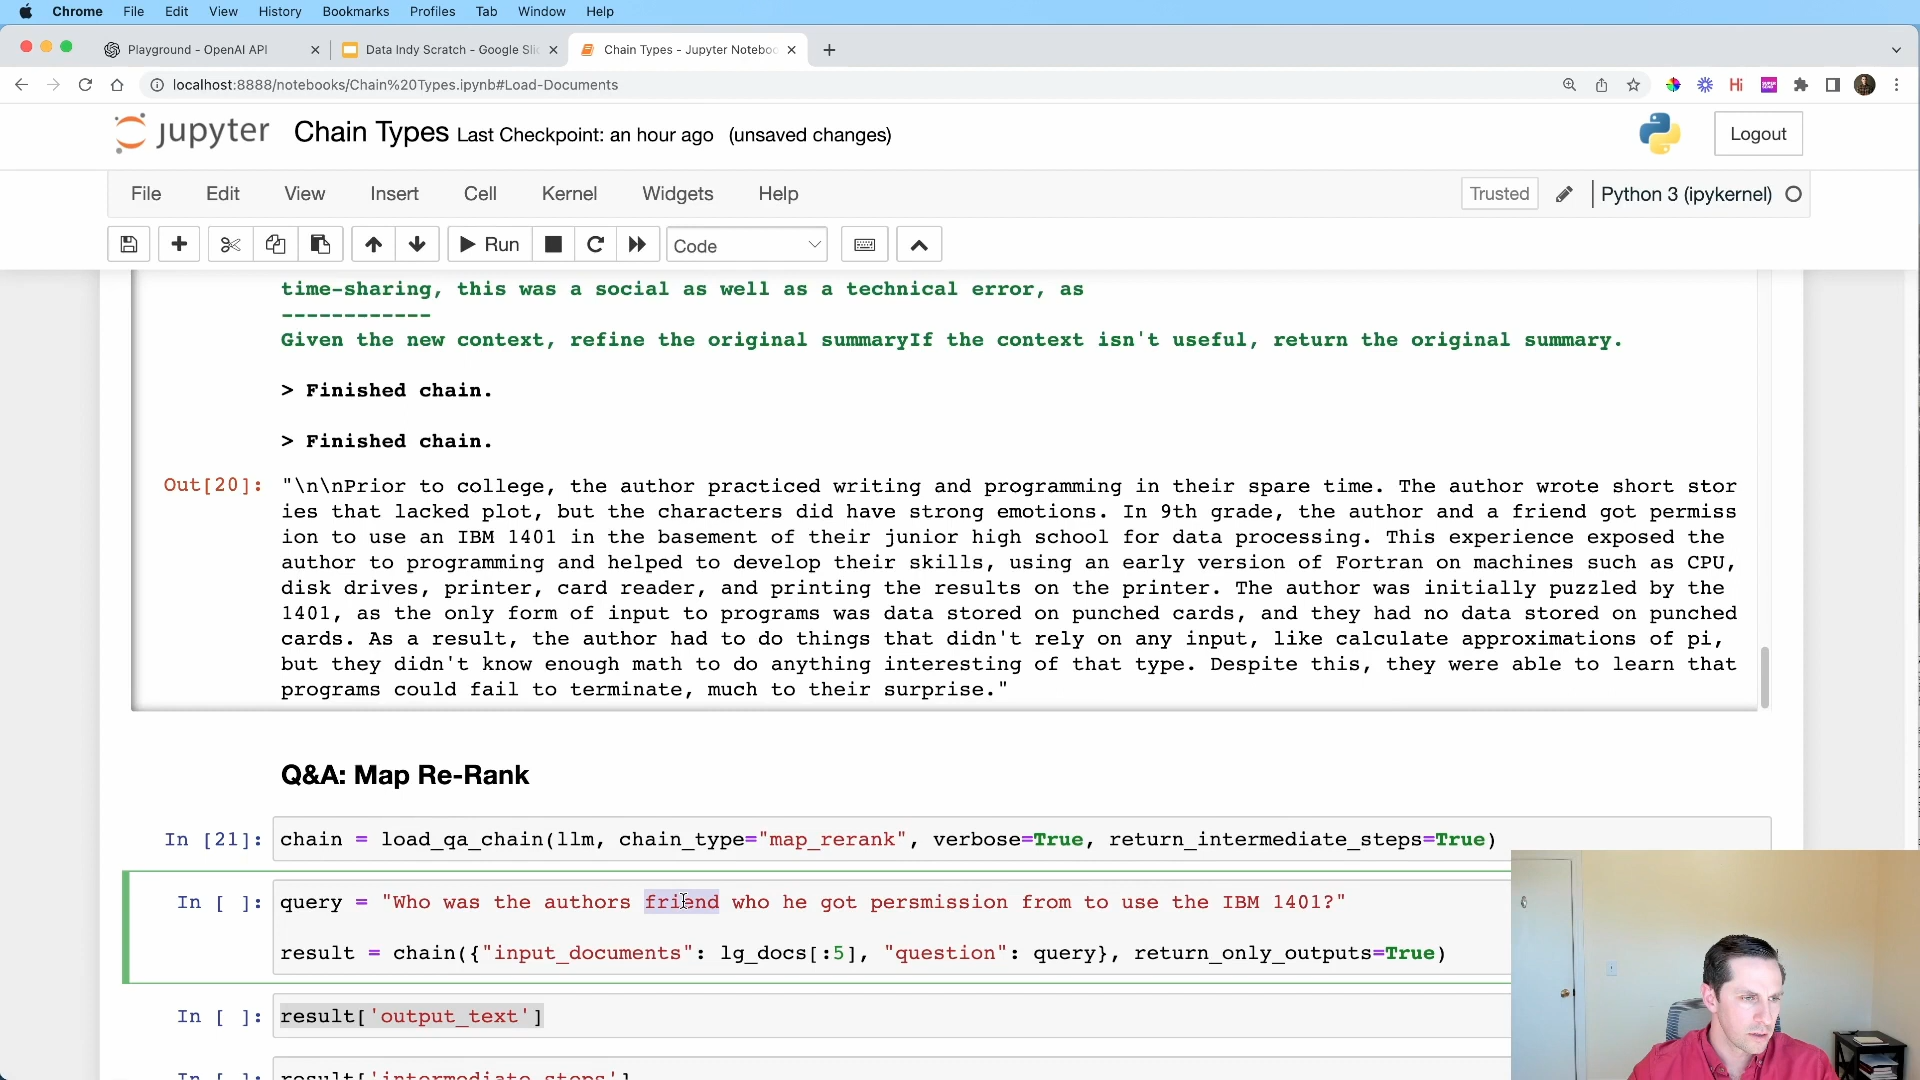 Chrome File Edit View History Bookmarks Profiles Tab Window Help
Playground - OpenAI API Data Indy Scratch - Google Sli Chain Types - Jupyter Noteboo
localhost:8888/notebooks/Chain%20Types.ipynb#Load-Documents
jupyter Chain Types Last Checkpoint: an hour ago (unsaved changes) Logout
File Edit View Insert Cell Kernel Widgets Help Trusted Python 3 (ipykernel)
Run Code
time-sharing, this was a social as well as a technical error, as
------------
Given the new context, refine the original summaryIf the context isn't useful, return the original summary.
> Finished chain.
> Finished chain.
Out[20]: "\n\nPrior to college, the author practiced writing and programming in their spare time. The author wrote short stor
ies that lacked plot, but the characters did have strong emotions. In 9th grade, the author and a friend got permiss
ion to use an IBM 1401 in the basement of their junior high school for data processing. This experience exposed the
author to programming and helped to develop their skills, using an early version of Fortran on machines such as CPU,
disk drives, printer, card reader, and printing the results on the printer. The author was initially puzzled by the
1401, as the only form of input to programs was data stored on punched cards, and they had no data stored on punched
cards. As a result, the author had to do things that didn't rely on any input, like calculate approximations of pi,
but they didn't know enough math to do anything interesting of that type. Despite this, they were able to learn that
programs could fail to terminate, much to their surprise."
Q&A: Map Re-Rank
In [21]: chain = load_qa_chain(llm, chain_type="map_rerank", verbose=True, return_intermediate_steps=True)
In [ ]: query = "Who was the authors friend who he got persmission from to use the IBM 1401?"
result = chain({"input_documents": lg_docs[:5], "question": query}, return_only_outputs=True)
In [ ]: result['output_text']
In [ ]: result['intermediate_steps']